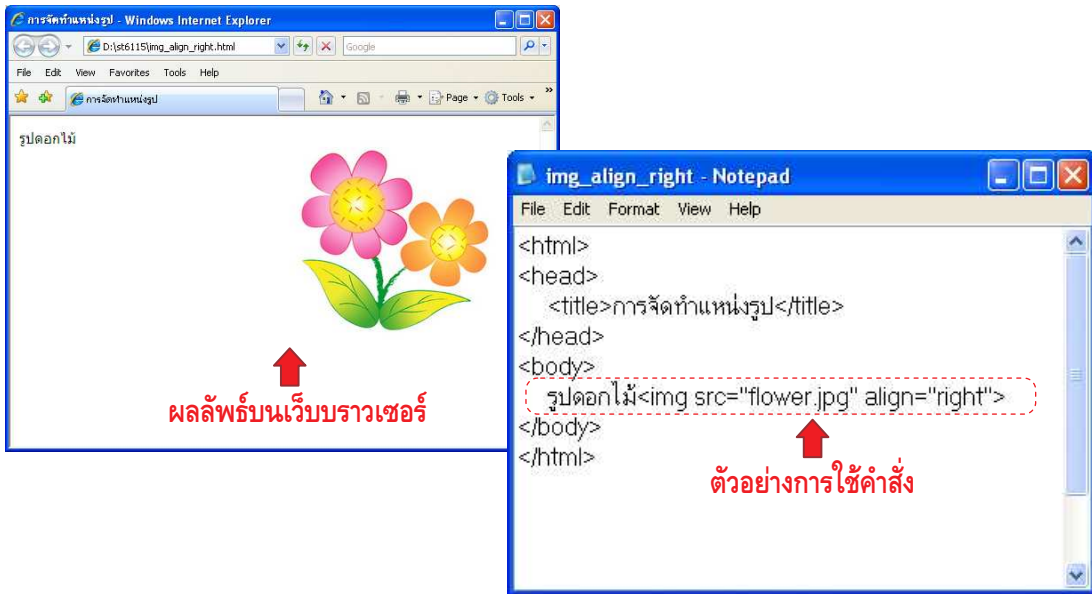 การจัดทำแหน่งรูป - Windows Internet Explorer
D:\st6115\img_align_right.html
Google
File Edit View Favorites Tools Help
การจัดทำแหน่งรูป
Page Tools »
รูปดอกไม้
ผลลัพธ์บนเว็บบราวเซอร์
img_align_right - Notepad
File Edit Format View Help
<html>
<head>
<title>การจัดทำแหน่งรูป</title>
</head>
<body>
รูปดอกไม้<img src="flower.jpg" align="right">
</body>
</html>
ตัวอย่างการใช้คำสั่ง